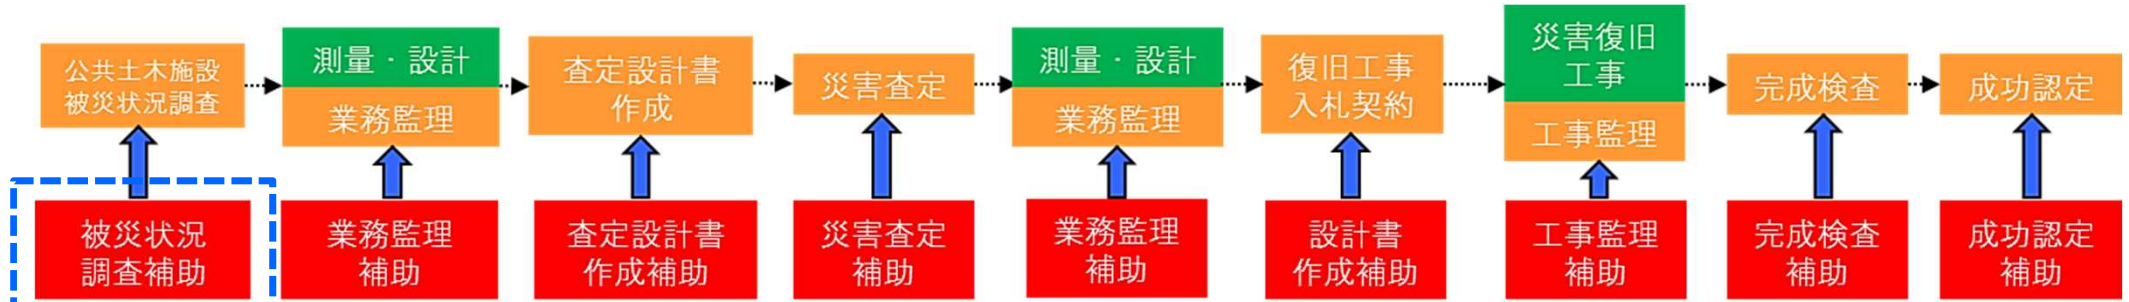 公共土木施設
被災状況調査
測量・設計
業務監理
査定設計書
作成
災害査定
測量・設計
業務監理
復旧工事
入札契約
災害復旧
工事
工事監理
完成検査
成功認定
被災状況
調査補助
業務監理
補助
査定設計書
作成補助
災害査定
補助
業務監理
補助
設計書
作成補助
工事監理
補助
完成検査
補助
成功認定
補助